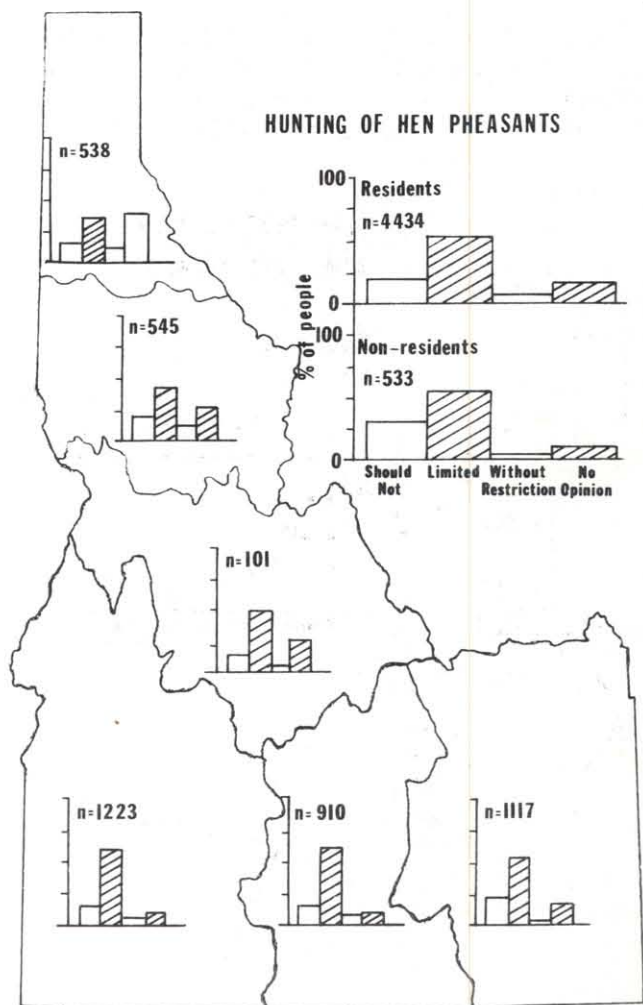 HUNTING OF HEN PHEASANTS
n=538
100
Residents
n=4434
0
% of people
100
Non-residents
n=533
0
Should Not
Limited
Without Restriction
No Opinion
n=545
n=101
n=1223
n=910
n=1117